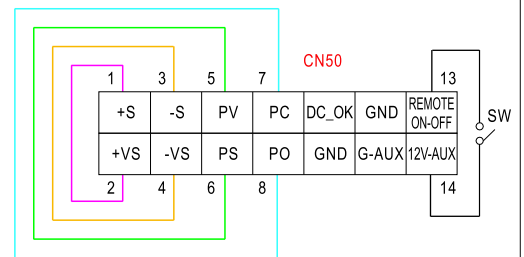 CN50
1 3 5 7 13
+S -S PV PC DC_OK GND REMOTE ON-OFF
SW
+VS -VS PS PO GND G-AUX 12V-AUX
2 4 6 8 14